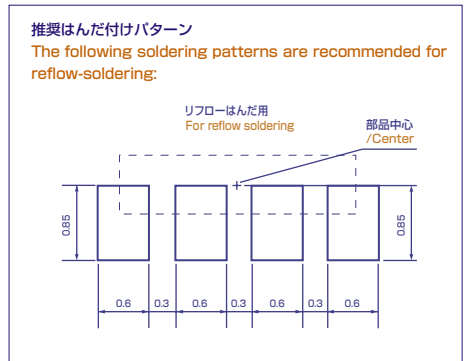 推奨はんだ付けパターン
The following soldering patterns are recommended for
reflow-soldering:
リフローはんだ用
For reflow soldering
部品中心
/Center
0.85
0.85
0.6 0.3 0.6 0.3 0.6 0.3 0.6